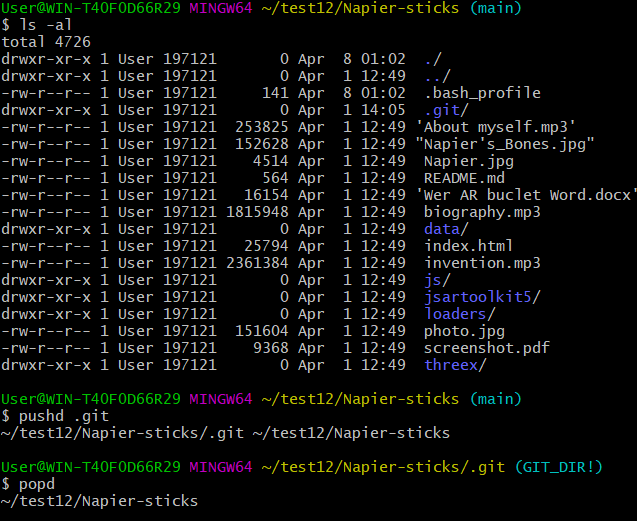 User@WIN-T40F0D66R29 MINGW64 ~/test12/Napier-sticks (main)
$ ls -al
total 4726
drwxr-xr-x 1 User 197121       0 Apr  8 01:02  ./
drwxr-xr-x 1 User 197121       0 Apr  1 12:49  ../
-rw-r--r-- 1 User 197121     141 Apr  8 01:02  .bash_profile
drwxr-xr-x 1 User 197121       0 Apr  1 14:05  .git/
-rw-r--r-- 1 User 197121  253825 Apr  1 12:49 'About myself.mp3'
-rw-r--r-- 1 User 197121  152628 Apr  1 12:49 "Napier's_Bones.jpg"
-rw-r--r-- 1 User 197121    4514 Apr  1 12:49  Napier.jpg
-rw-r--r-- 1 User 197121     564 Apr  1 12:49  README.md
-rw-r--r-- 1 User 197121   16154 Apr  1 12:49 'Wer AR buclet Word.docx'
-rw-r--r-- 1 User 197121 1815948 Apr  1 12:49  biography.mp3
drwxr-xr-x 1 User 197121       0 Apr  1 12:49  data/
-rw-r--r-- 1 User 197121   25794 Apr  1 12:49  index.html
-rw-r--r-- 1 User 197121 2361384 Apr  1 12:49  invention.mp3
drwxr-xr-x 1 User 197121       0 Apr  1 12:49  js/
drwxr-xr-x 1 User 197121       0 Apr  1 12:49  jsartoolkit5/
drwxr-xr-x 1 User 197121       0 Apr  1 12:49  loaders/
-rw-r--r-- 1 User 197121  151604 Apr  1 12:49  photo.jpg
-rw-r--r-- 1 User 197121    9368 Apr  1 12:49  screenshot.pdf
drwxr-xr-x 1 User 197121       0 Apr  1 12:49  threex/
User@WIN-T40F0D66R29 MINGW64 ~/test12/Napier-sticks (main)
$ pushd .git
~/test12/Napier-sticks/.git ~/test12/Napier-sticks
User@WIN-T40F0D66R29 MINGW64 ~/test12/Napier-sticks/.git (GIT_DIR!)
$ popd
~/test12/Napier-sticks